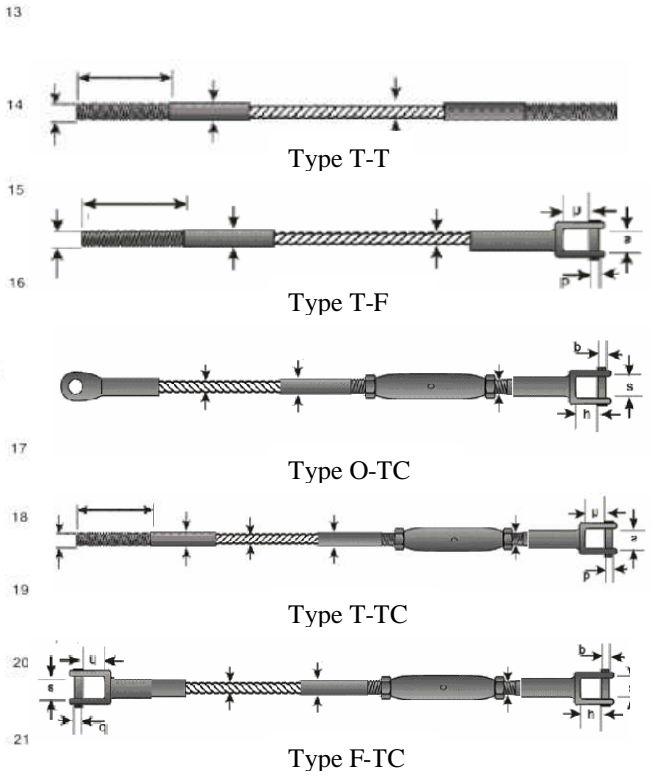 13
14
Type T-T
15
μ
s
p
16
Type T-F
b
s
h
17
Type O-TC
18
μ
s
p
19
Type T-TC
20
b
s
h
21
Type F-TC